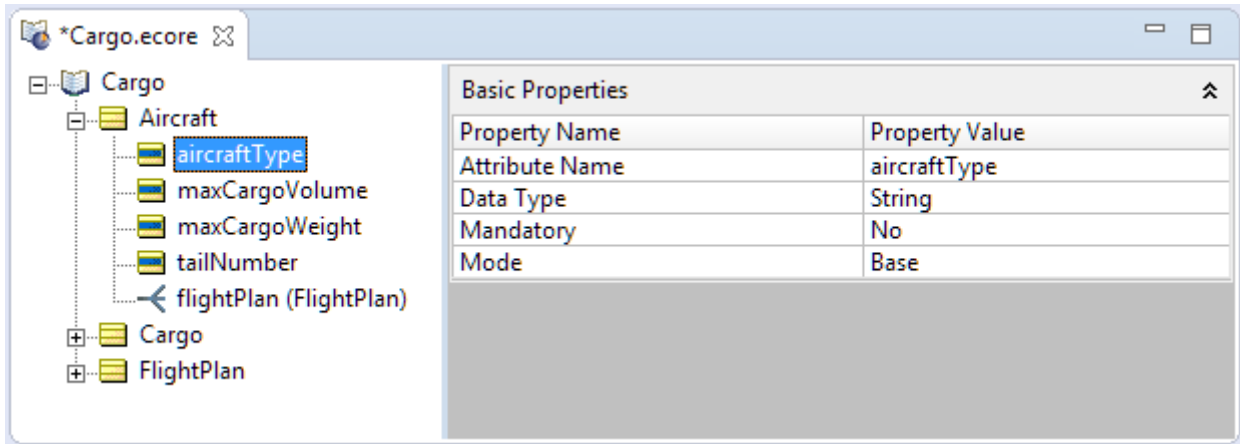 *Cargo.ecore
Cargo
Aircraft
aircraftType
maxCargoVolume
maxCargoWeight
tailNumber
flightPlan (FlightPlan)
Cargo
FlightPlan
Basic Properties
Property Name Property Value
Attribute Name aircraftType
Data Type String
Mandatory No
Mode Base